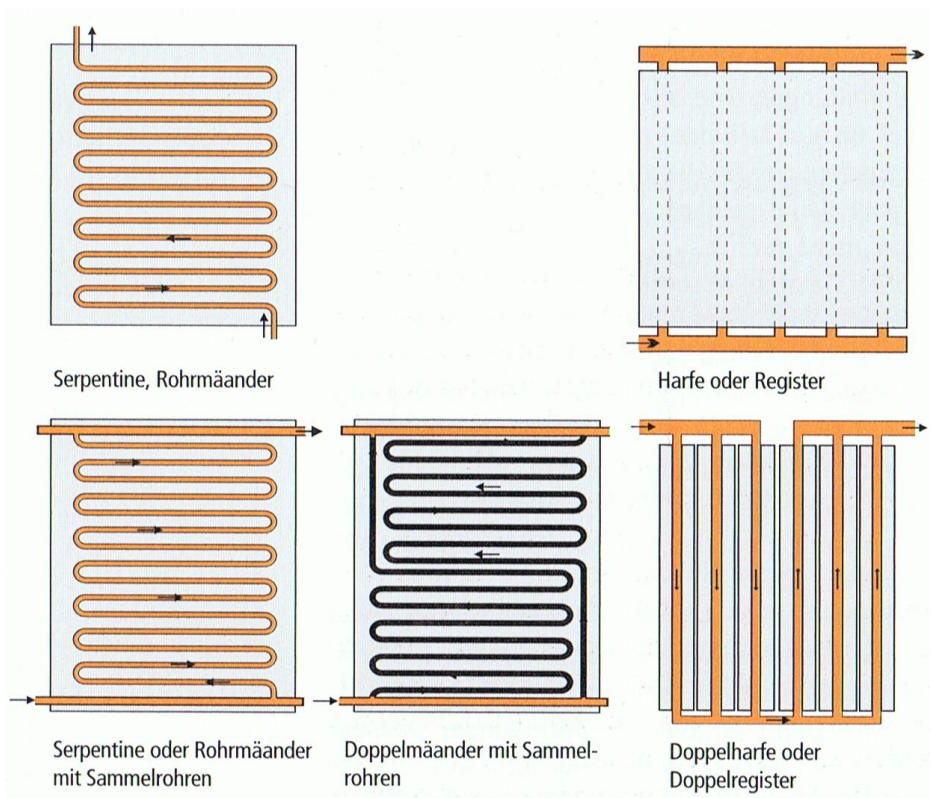 Serpentine, Rohrmäander
Harfe oder Register
Serpentine oder Rohrmäander
mit Sammelrohren
Doppelmäander mit Sammel-
rohren
Doppelharfe oder
Doppelregister